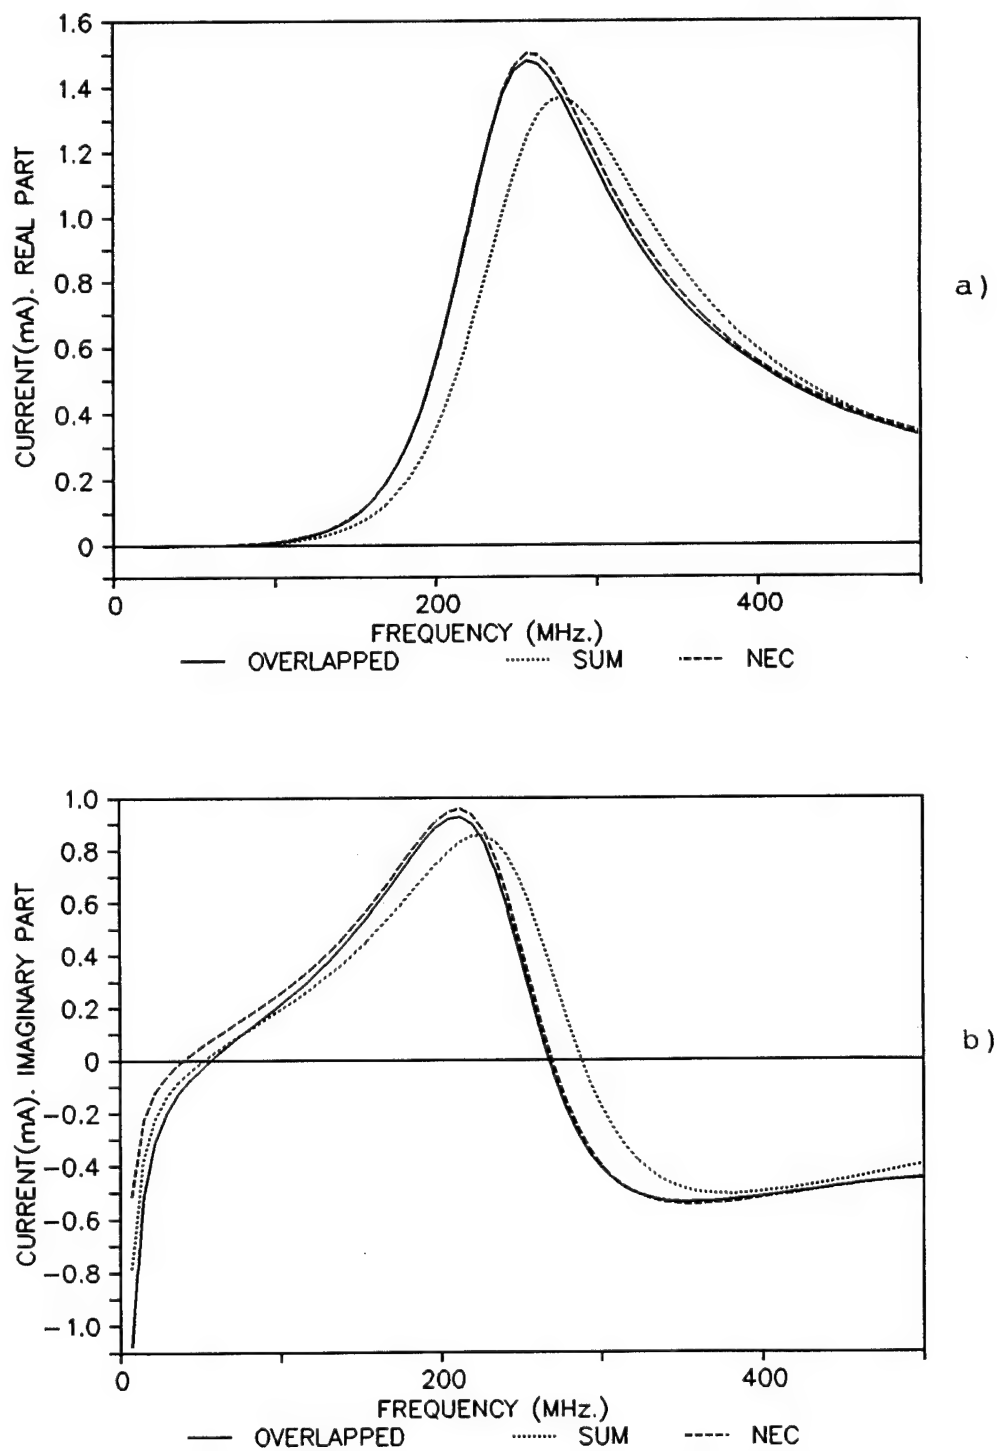 1.6
1.4
1.2
1.0
0.8
0.6
0.4
0.2
0
CURRENT(mA). REAL PART
a)
0 200 400
FREQUENCY (MHz.)
OVERLAPPED SUM NEC
1.0
0.8
0.6
0.4
0.2
0
−0.2
−0.4
−0.6
−0.8
−1.0
CURRENT(mA). IMAGINARY PART
b)
0 200 400
FREQUENCY (MHz.)
OVERLAPPED SUM NEC